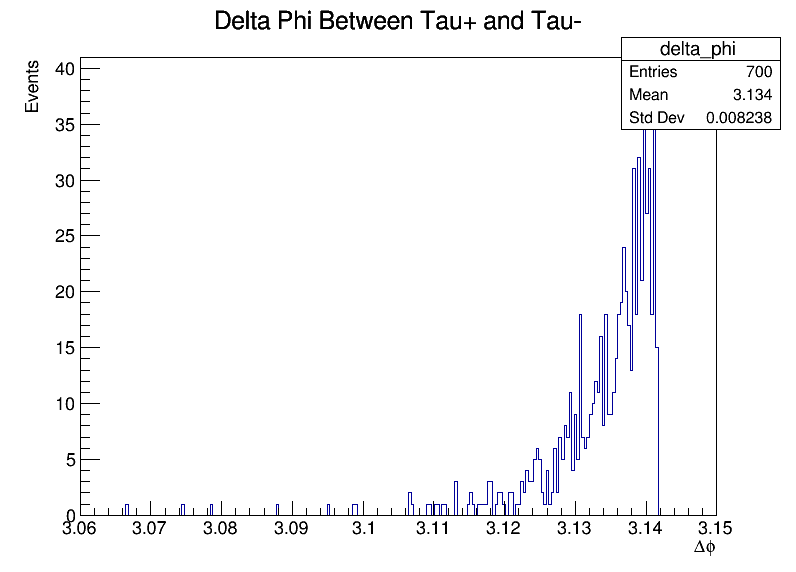 Delta Phi Between Tau+ and Tau-
delta_phi
Entries 700
Mean 3.134
Std Dev 0.008238
Events
40
35
30
25
20
15
10
5
0
3.06 3.07 3.08 3.09 3.1 3.11 3.12 3.13 3.14 3.15
Δϕ